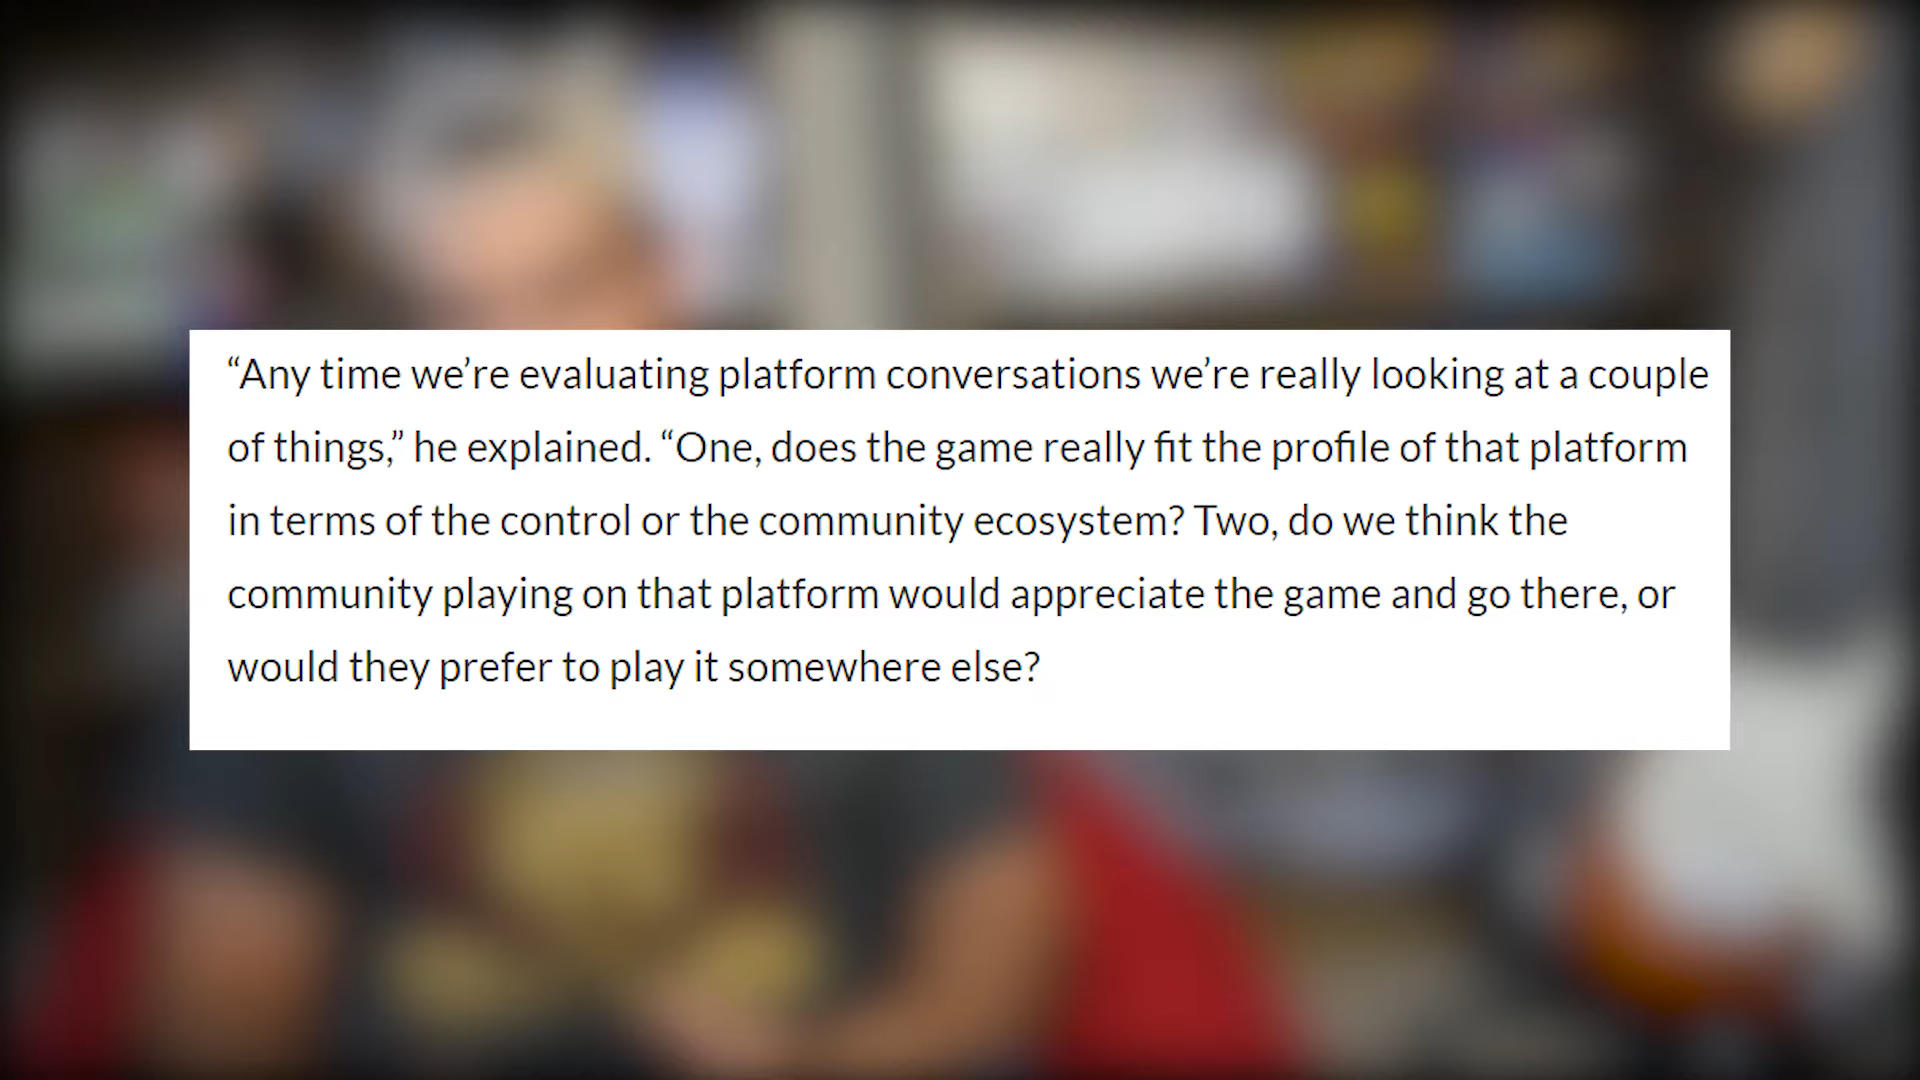 “Any time we’re evaluating platform conversations we’re really looking at a couple
of things,” he explained. “One, does the game really fit the profile of that platform
in terms of the control or the community ecosystem? Two, do we think the
community playing on that platform would appreciate the game and go there, or
would they prefer to play it somewhere else?